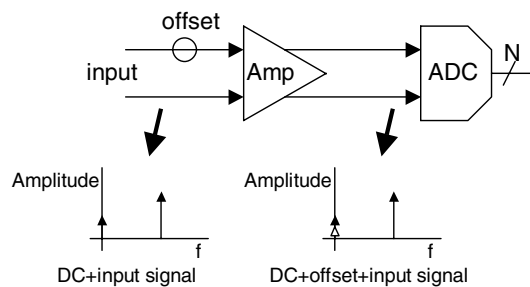 offset
input
Amp
ADC
N
Amplitude
f
DC+input signal
Amplitude
f
DC+offset+input signal